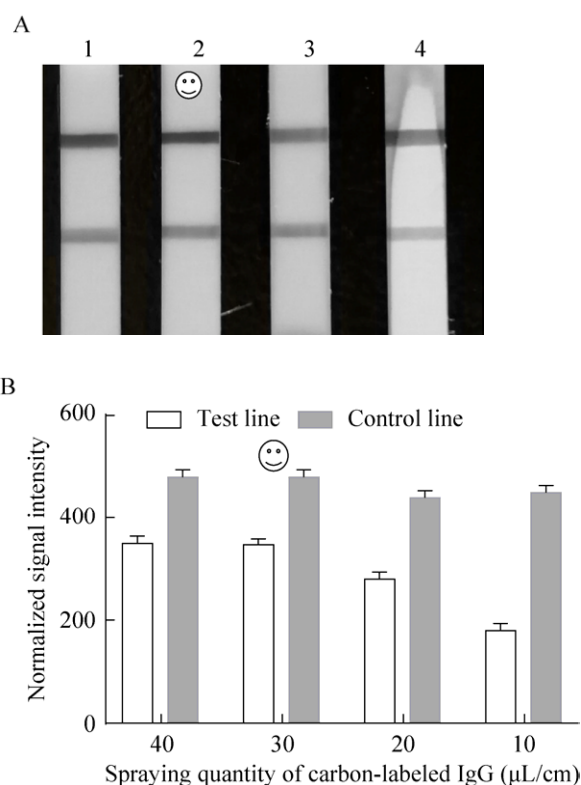 A
1 2 3 4
B
600
Test line Control line
400
200
0
Normalized signal intensity
40 30 20 10
Spraying quantity of carbon-labeled IgG (μL/cm)